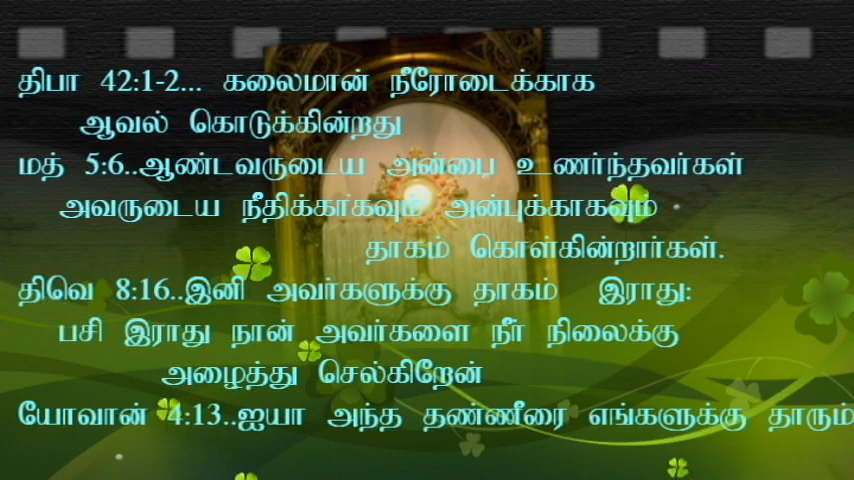 திபா 42:1-2... கலைமான் நீரோடைக்காக
ஆவல் கொடுக்கின்றது
மத் 5:6..ஆண்டவருடைய அன்பை உணர்ந்தவர்கள்
அவருடைய நீதிக்காகவும் அன்புக்காகவும்
தாகம் கொள்கின்றார்கள்.
திவெ 8:16..இனி அவர்களுக்கு தாகம் இராது:
பசி இராது நான் அவர்களை நீர் நிலைக்கு
அழைத்து செல்கிறேன்
யோவான் 4:13..ஐயா அந்த தண்ணீரை எங்களுக்கு தாரும்